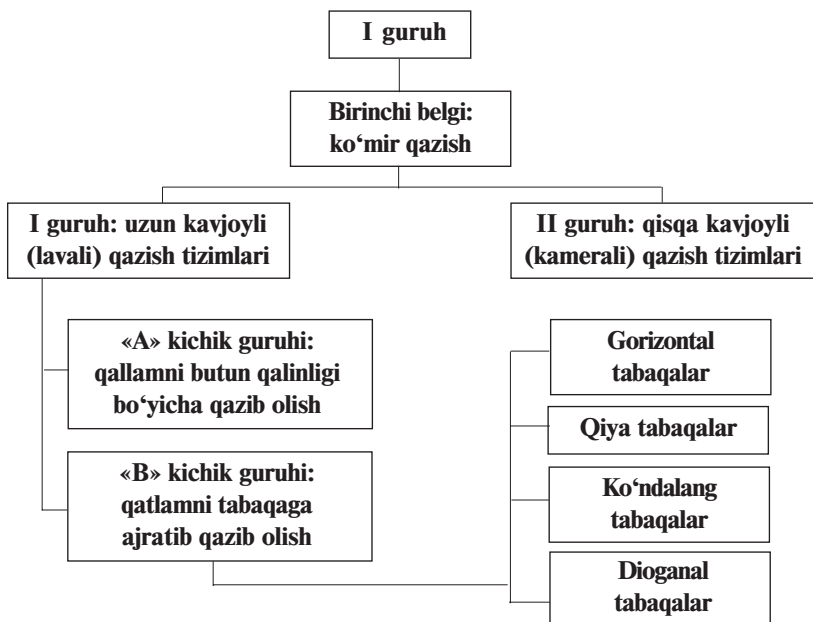 I guruh
Birinchi belgi:
ko‘mir qazish
I guruh: uzun kavjoyli
(lavali) qazish tizimlari
II guruh: qisqa kavjoyli
(kamerali) qazish tizimlari
«A» kichik guruhi:
qallamni butun qalinligi
bo‘yicha qazib olish
«B» kichik guruhi:
qatlamni tabaqaga
ajratib qazib olish
Gorizontal
tabaqalar
Qiya tabaqalar
Ko‘ndalang
tabaqalar
Dioganal
tabaqalar